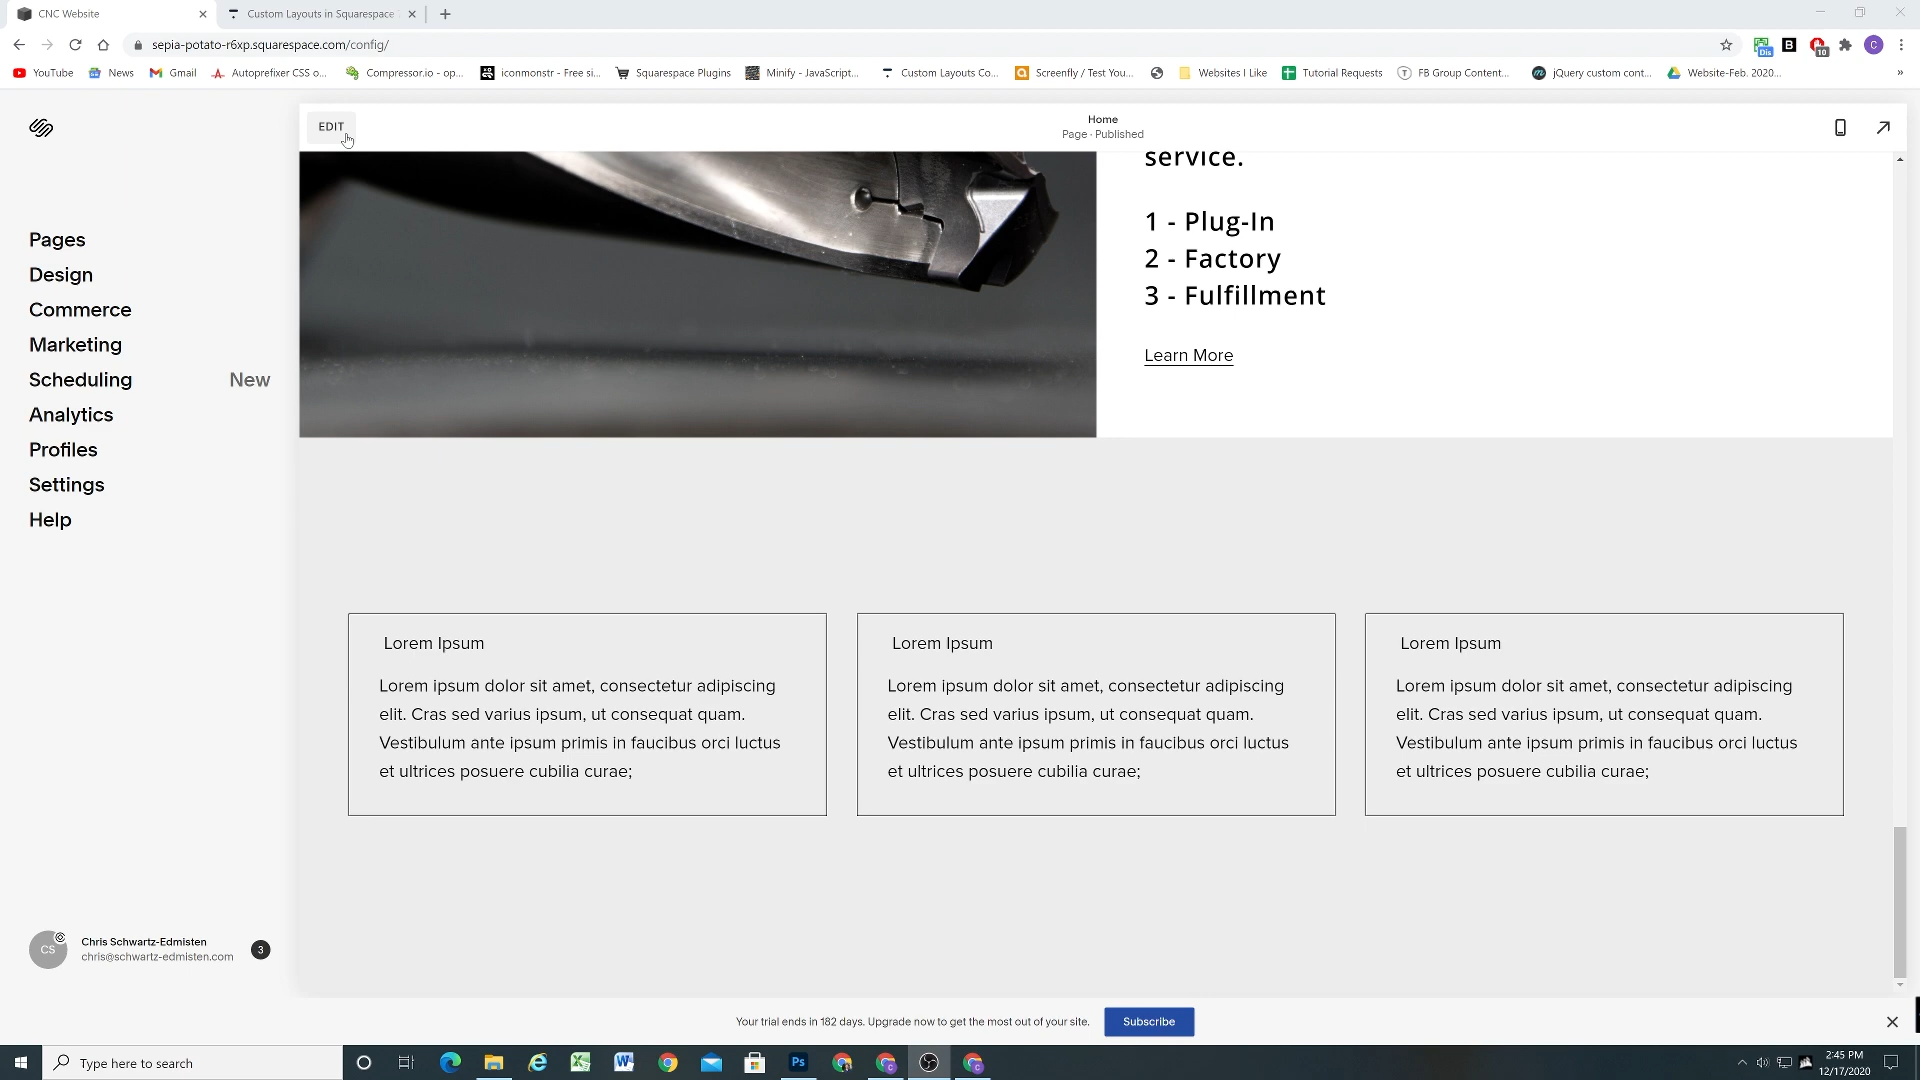 CNC Website
Custom Layouts in Squarespace
sepia-potato-r6xp.squarespace.com/config/
YouTube
News
Gmail
Autoprefixer CSS o...
Compressor.io - op...
iconmonstr - Free si...
Squarespace Plugins
Minify - JavaScript...
Custom Layouts Co...
Screenfly / Test You...
Websites I Like
Tutorial Requests
FB Group Content...
jQuery custom cont...
Website-Feb. 2020...
»
Dis
B
10
C
EDIT
Home
Page · Published
Pages
Design
Commerce
Marketing
Scheduling
New
Analytics
Profiles
Settings
Help
service.
1 - Plug-In
2 - Factory
3 - Fulfillment
Learn More
Lorem Ipsum
Lorem ipsum dolor sit amet, consectetur adipiscing
elit. Cras sed varius ipsum, ut consequat quam.
Vestibulum ante ipsum primis in faucibus orci luctus
et ultrices posuere cubilia curae;
Lorem Ipsum
Lorem ipsum dolor sit amet, consectetur adipiscing
elit. Cras sed varius ipsum, ut consequat quam.
Vestibulum ante ipsum primis in faucibus orci luctus
et ultrices posuere cubilia curae;
Lorem Ipsum
Lorem ipsum dolor sit amet, consectetur adipiscing
elit. Cras sed varius ipsum, ut consequat quam.
Vestibulum ante ipsum primis in faucibus orci luctus
et ultrices posuere cubilia curae;
CS
Chris Schwartz-Edmisten
chris@schwartz-edmisten.com
3
Your trial ends in 182 days. Upgrade now to get the most out of your site.
Subscribe
Type here to search
Ps
2:45 PM
12/17/2020